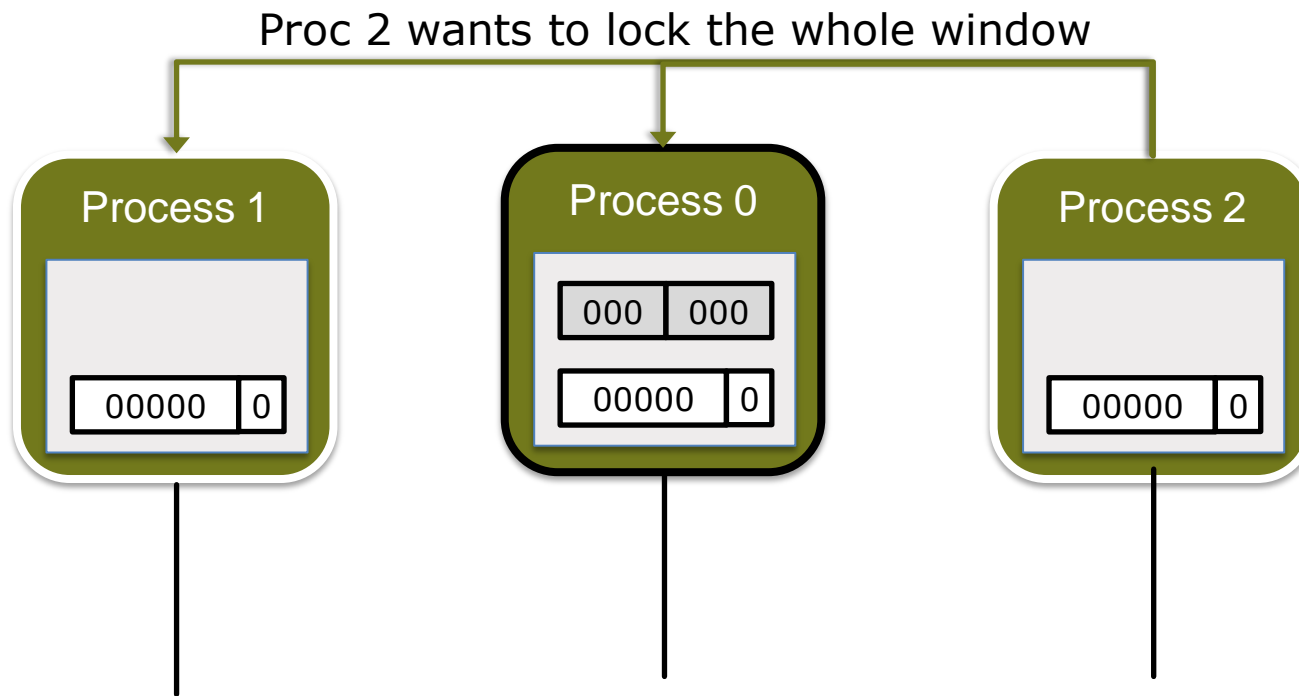 Proc 2 wants to lock the whole window
Process 1
00000 0
Process 0
000 000
00000 0
Process 2
00000 0